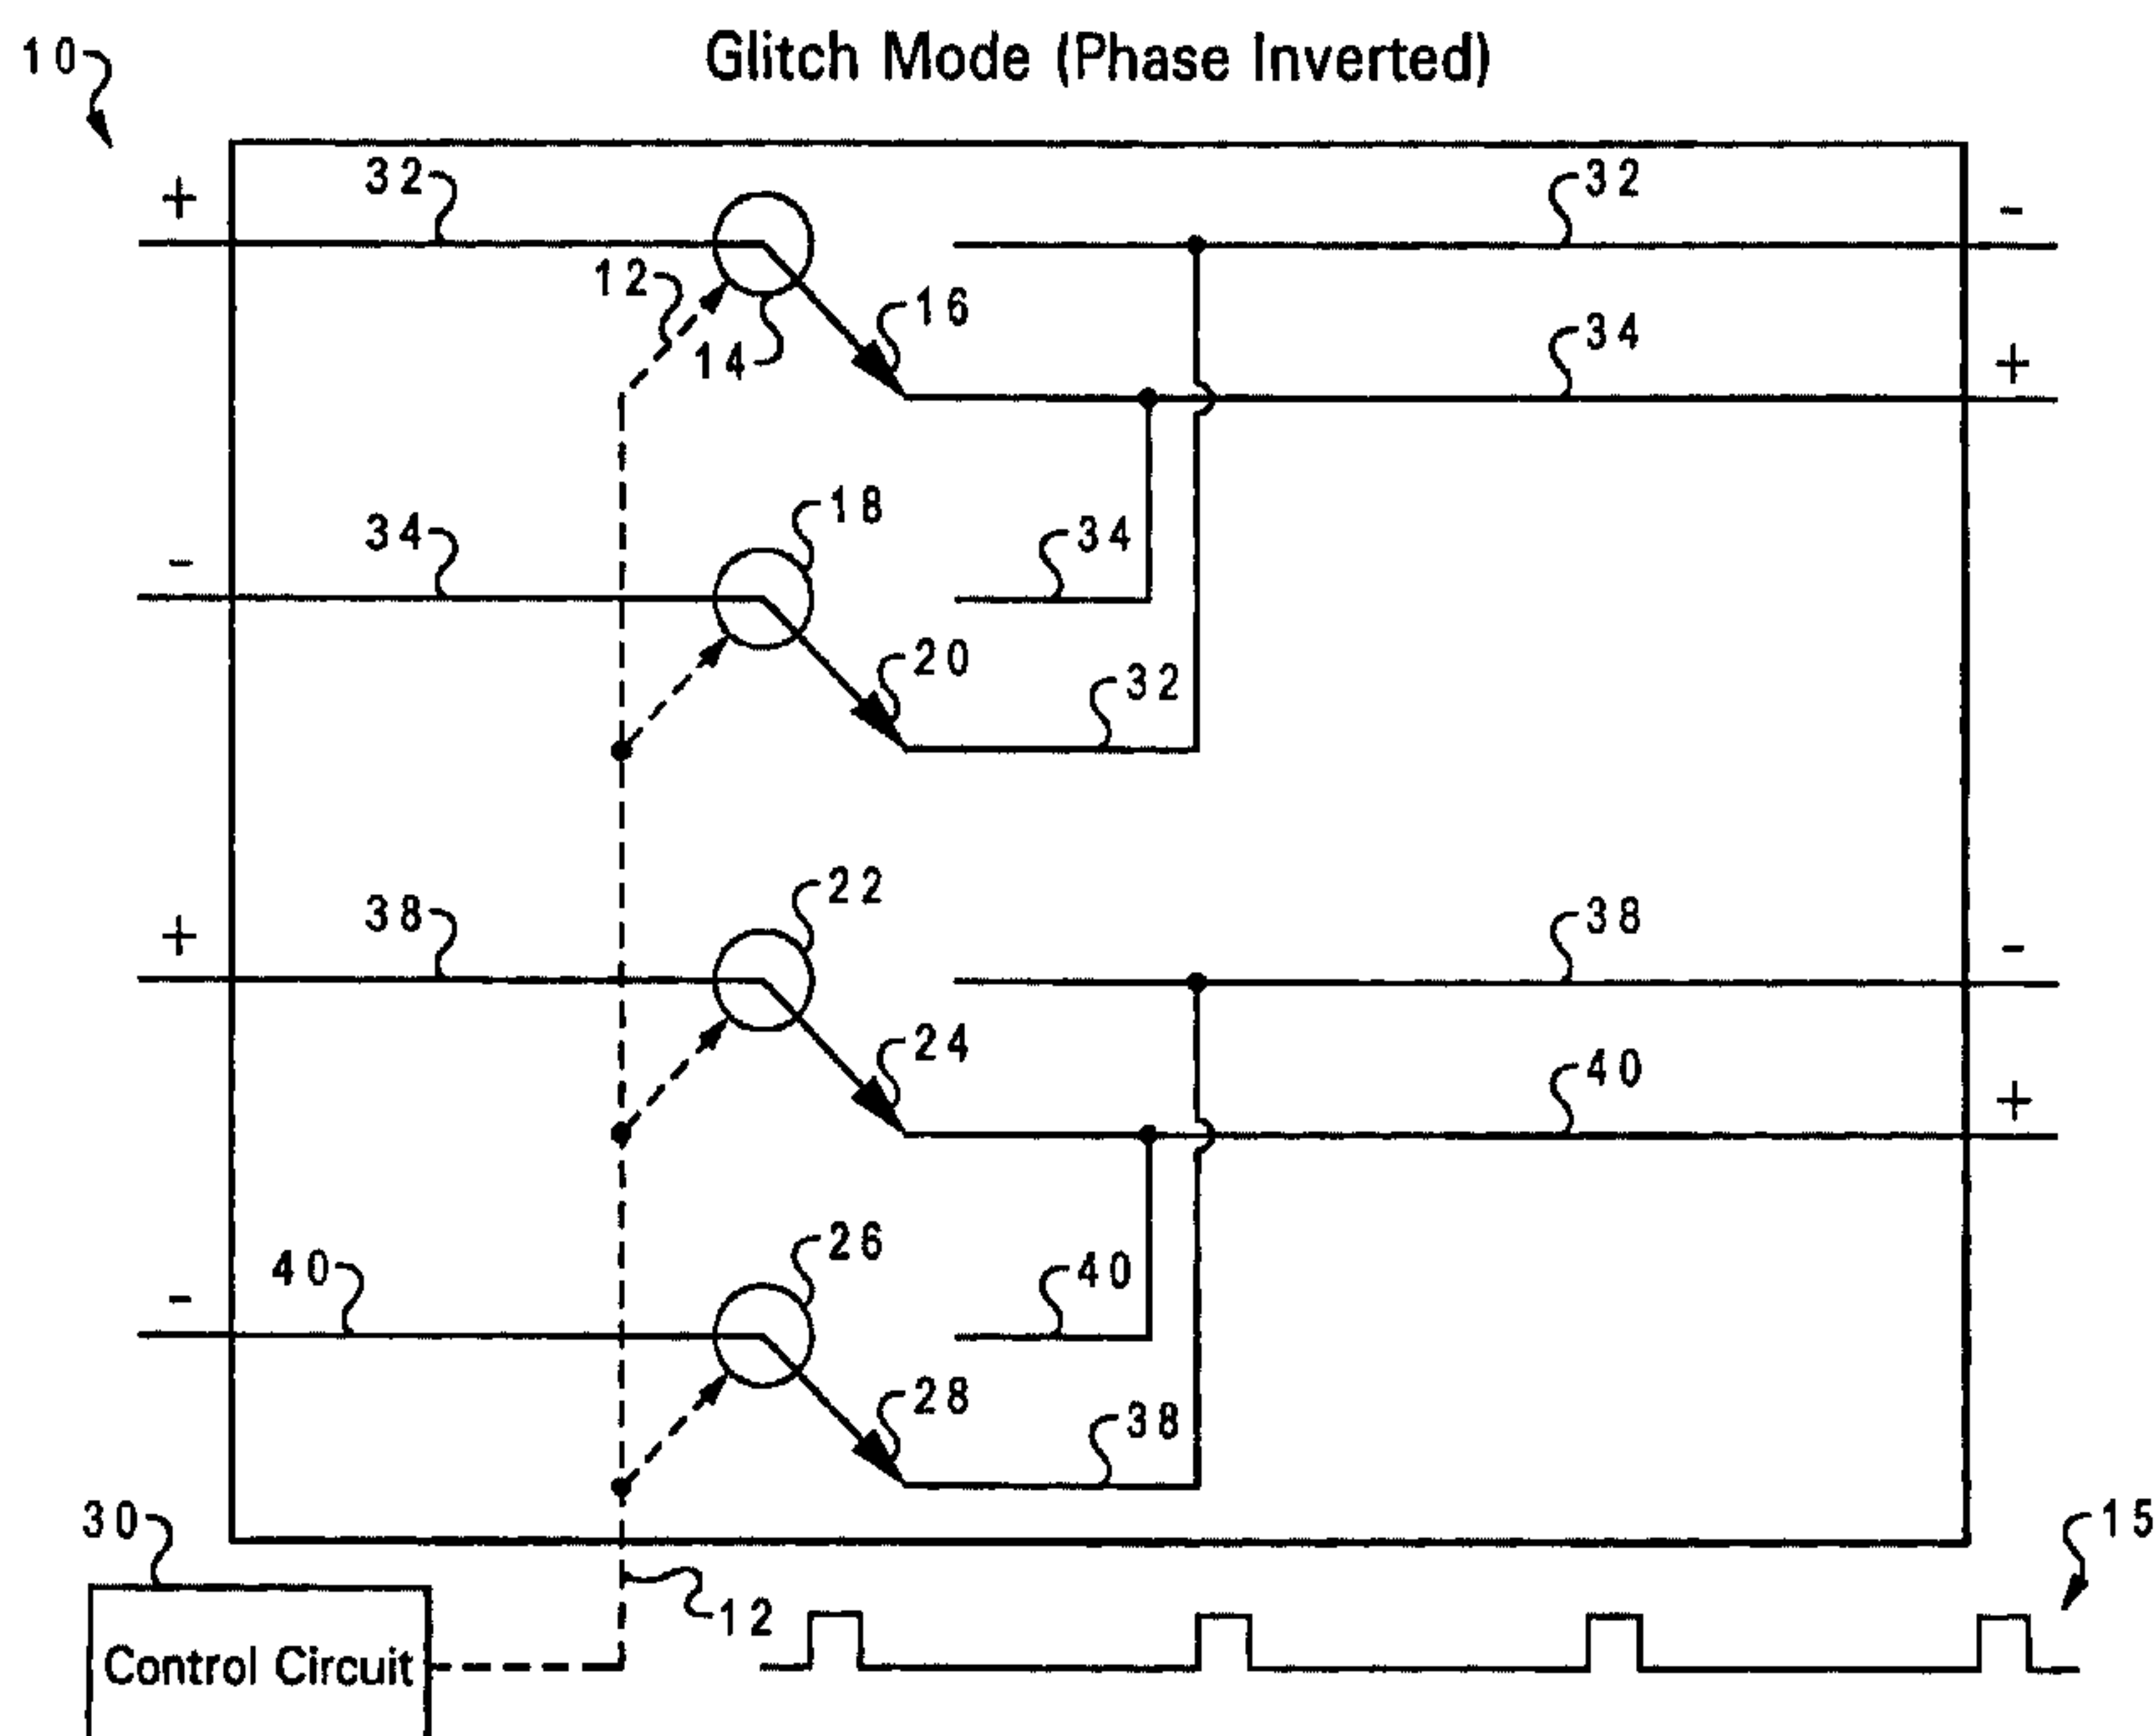 Glitch Mode (Phase Inverted)
10
+ 32 32 -
12 16
14 34 +
18
- 34 34
20
32
22
+ 38 38 -
24
40 +
26
- 40 40
28
38
30 15
12
Control Circuit